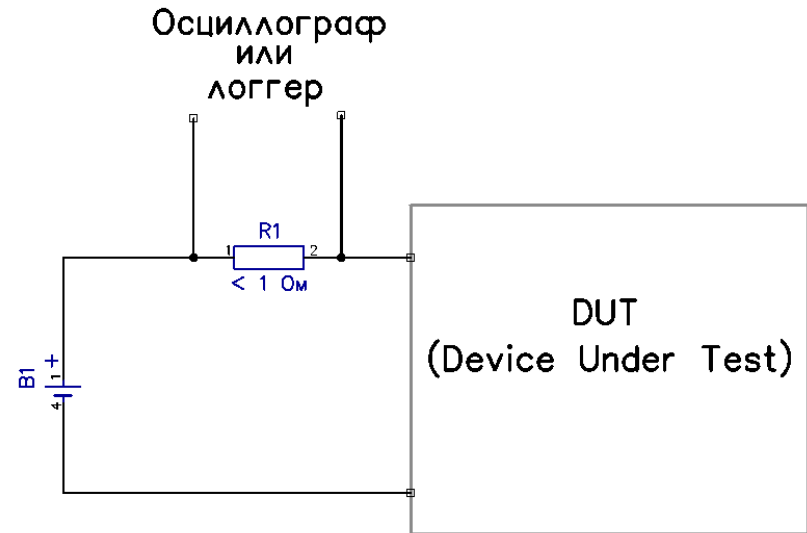 Осциллограф
или
логгер
R1
1
2
< 1 Ом
DUT
(Device Under Test)
B1
+
1
4